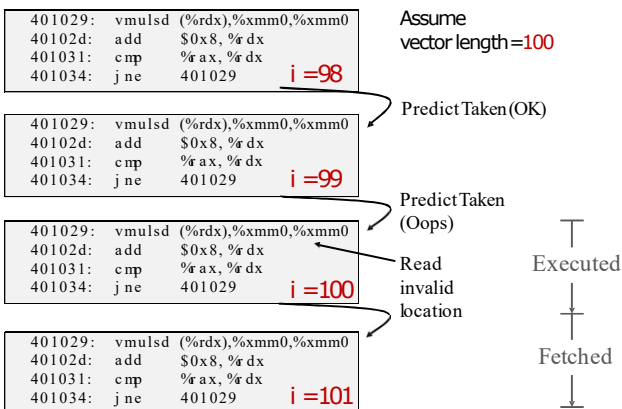 401029: vmulsd (%rdx),%xmm0,%xmm0
40102d: add $0x8,%rdx
401031: cmp %rax,%rdx
401034: jne 401029 i = 98
Assume
vector length = 100
Predict Taken (OK)
401029: vmulsd (%rdx),%xmm0,%xmm0
40102d: add $0x8,%rdx
401031: cmp %rax,%rdx
401034: jne 401029 i = 99
Predict Taken
(Oops)
401029: vmulsd (%rdx),%xmm0,%xmm0
40102d: add $0x8,%rdx
401031: cmp %rax,%rdx
401034: jne 401029 i = 100
Read
invalid
location
Executed
401029: vmulsd (%rdx),%xmm0,%xmm0
40102d: add $0x8,%rdx
401031: cmp %rax,%rdx
401034: jne 401029 i = 101
Fetched